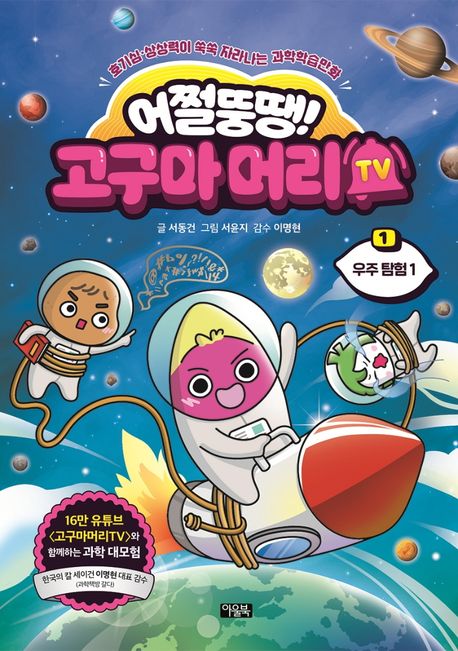 호기심·상상력이 쑥쑥 자라나는 과학학습만화
어쩔뚱땡!
고구마머리TV
글 서동건 그림 서윤지 감수 이명현
1
우주 탐험 1
16만 유튜브
<고구마머리TV>와
함께하는 과학 대모험
한국의 칼 세이건 이명현 대표 감수
(과학책방 갈다)
아울북